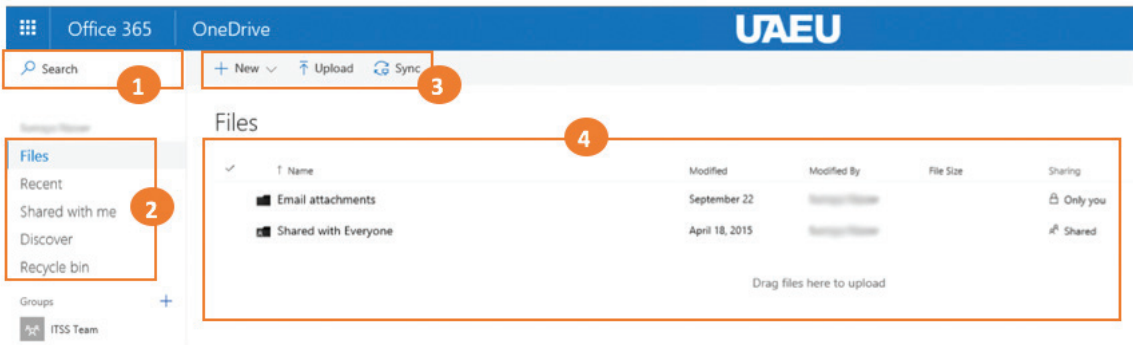 Office 365 OneDrive UAEU
Search 1 New Upload Sync 3
Files
4
Files
Name Modified Modified By File Size Sharing
Recent
Email attachments September 22 Only you
Shared with me 2
Shared with Everyone April 18, 2015 Shared
Discover
Recycle bin
Drag files here to upload
Groups +
ITSS Team